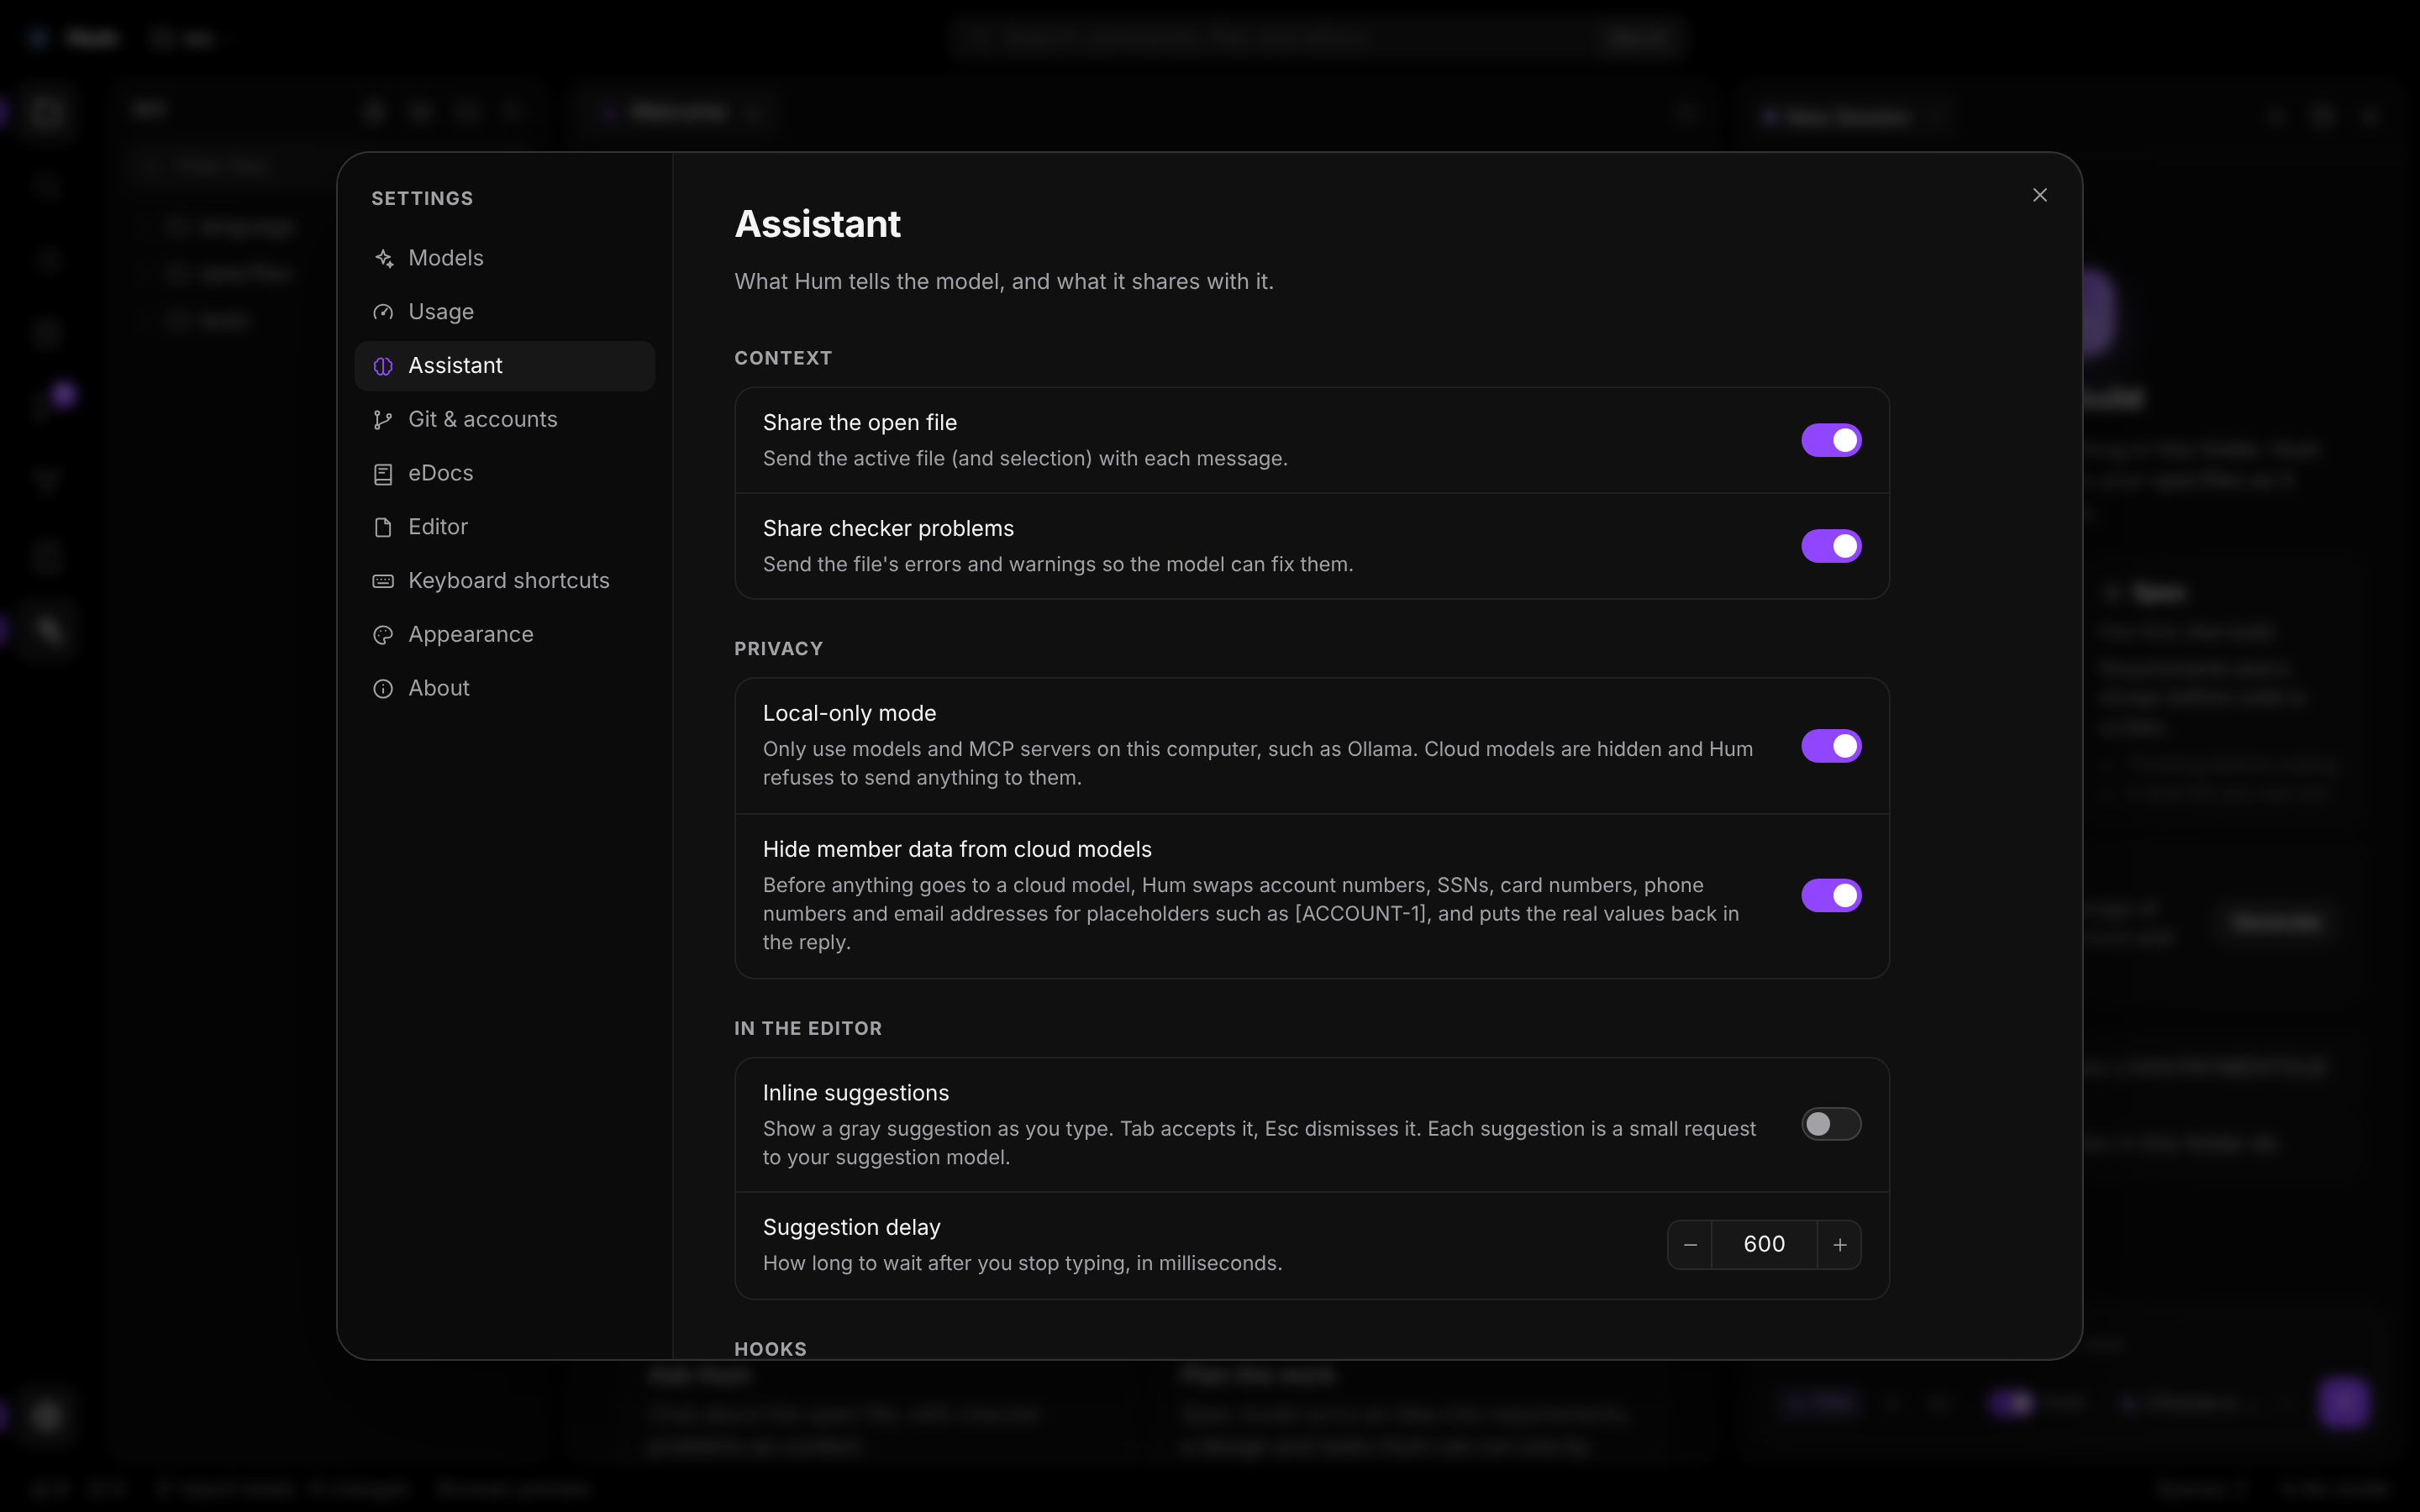 SETTINGS
Models
Usage
Assistant
Git & accounts
eDocs
Editor
Keyboard shortcuts
Appearance
About
Assistant
What Hum tells the model, and what it shares with it.
CONTEXT
Share the open file
Send the active file (and selection) with each message.
Share checker problems
Send the file's errors and warnings so the model can fix them.
PRIVACY
Local-only mode
Only use models and MCP servers on this computer, such as Ollama. Cloud models are hidden and Hum
refuses to send anything to them.
Hide member data from cloud models
Before anything goes to a cloud model, Hum swaps account numbers, SSNs, card numbers, phone
numbers and email addresses for placeholders such as [ACCOUNT-1], and puts the real values back in
the reply.
IN THE EDITOR
Inline suggestions
Show a gray suggestion as you type. Tab accepts it, Esc dismisses it. Each suggestion is a small request
to your suggestion model.
Suggestion delay
600
How long to wait after you stop typing, in milliseconds.
HOOKS